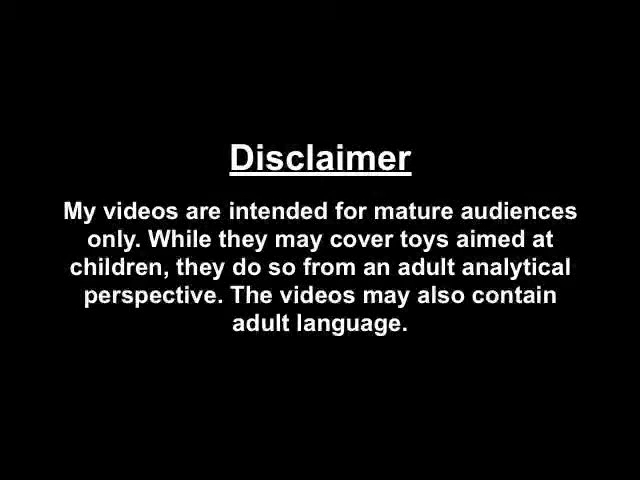 Disclaimer
My videos are intended for mature audiences
only. While they may cover toys aimed at
children, they do so from an adult analytical
perspective. The videos may also contain
adult language.